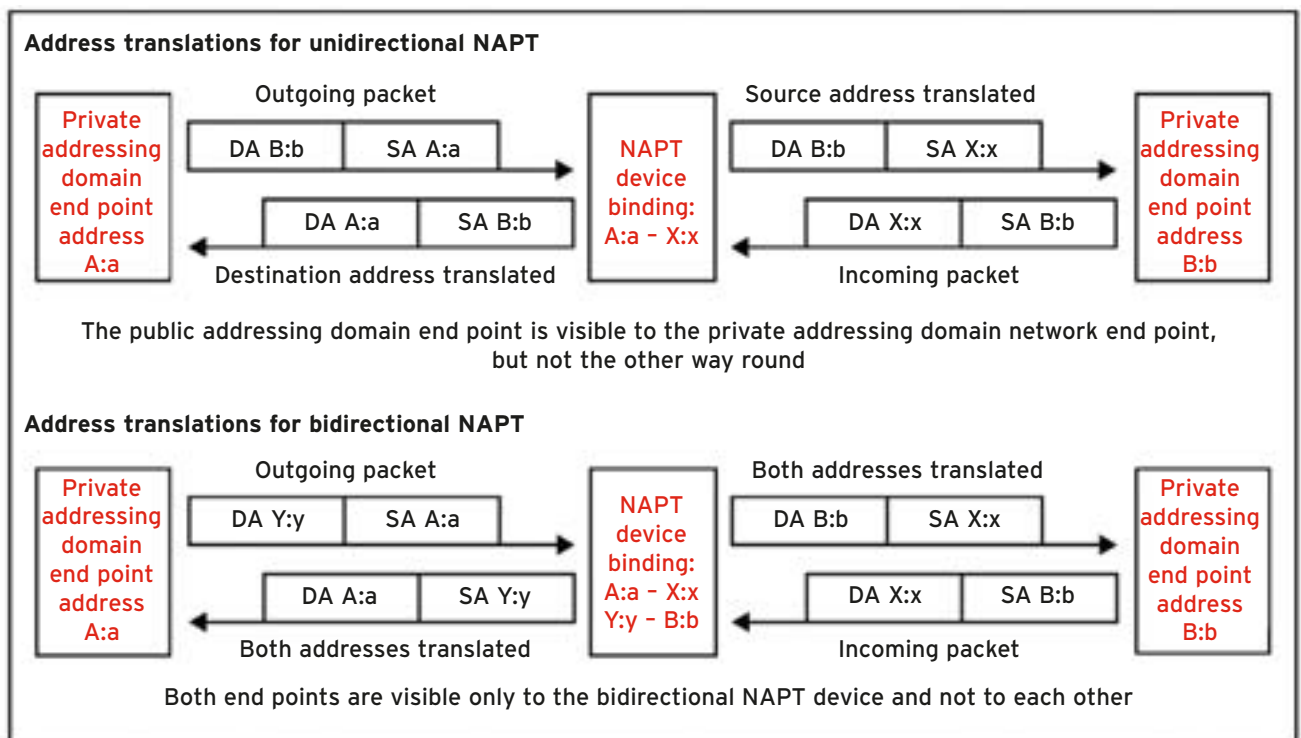 Address translations for unidirectional NAPT
Private
addressing
domain
end point
address
A:a
Outgoing packet
DA B:b SA A:a
DA A:a SA B:b
Destination address translated
NAPT
device
binding:
A:a – X:x
Source address translated
DA B:b SA X:x
DA X:x SA B:b
Incoming packet
Private
addressing
domain
end point
address
B:b
The public addressing domain end point is visible to the private addressing domain network end point,
but not the other way round
Address translations for bidirectional NAPT
Private
addressing
domain
end point
address
A:a
Outgoing packet
DA Y:y SA A:a
DA A:a SA Y:y
Both addresses translated
NAPT
device
binding:
A:a – X:x
Y:y – B:b
Both addresses translated
DA B:b SA X:x
DA X:x SA B:b
Incoming packet
Private
addressing
domain
end point
address
B:b
Both end points are visible only to the bidirectional NAPT device and not to each other